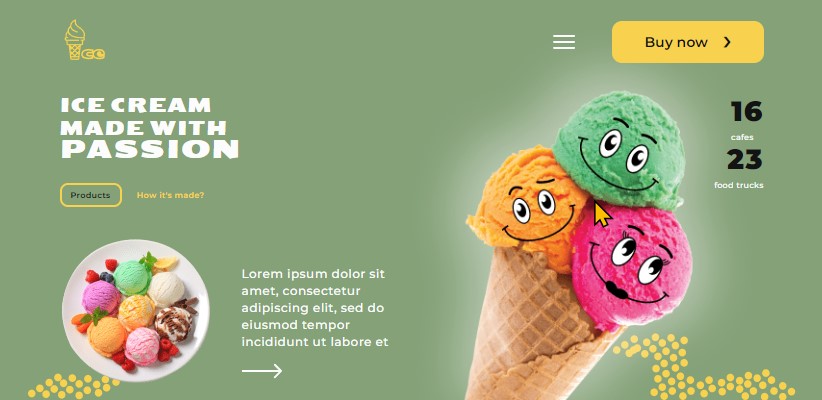 ce
Buy now
ICE CREAM
MADE WITH
PASSION
16
cafes
23
food trucks
Products
How it's made?
Lorem ipsum dolor sit
amet, consectetur
adipiscing elit, sed do
eiusmod tempor
incididunt ut labore et